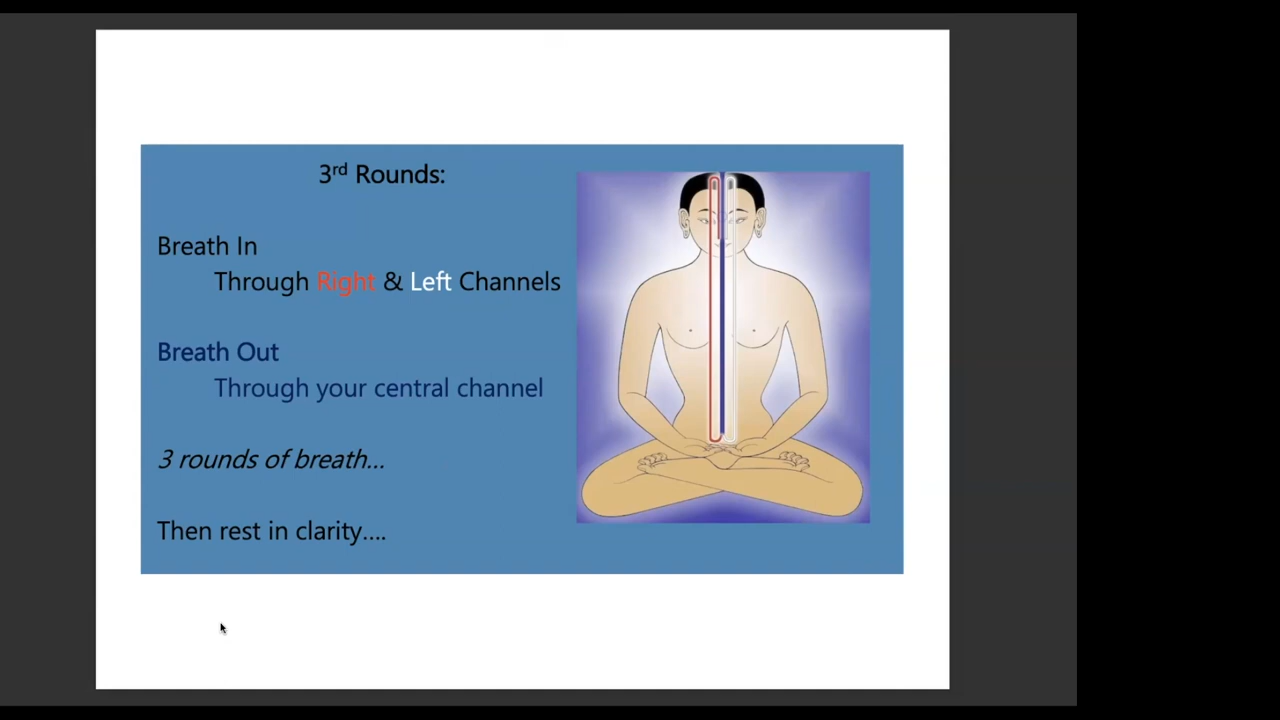 3rd Rounds:
Breath In
Through Right & Left Channels
Breath Out
Through your central channel
3 rounds of breath...
Then rest in clarity....